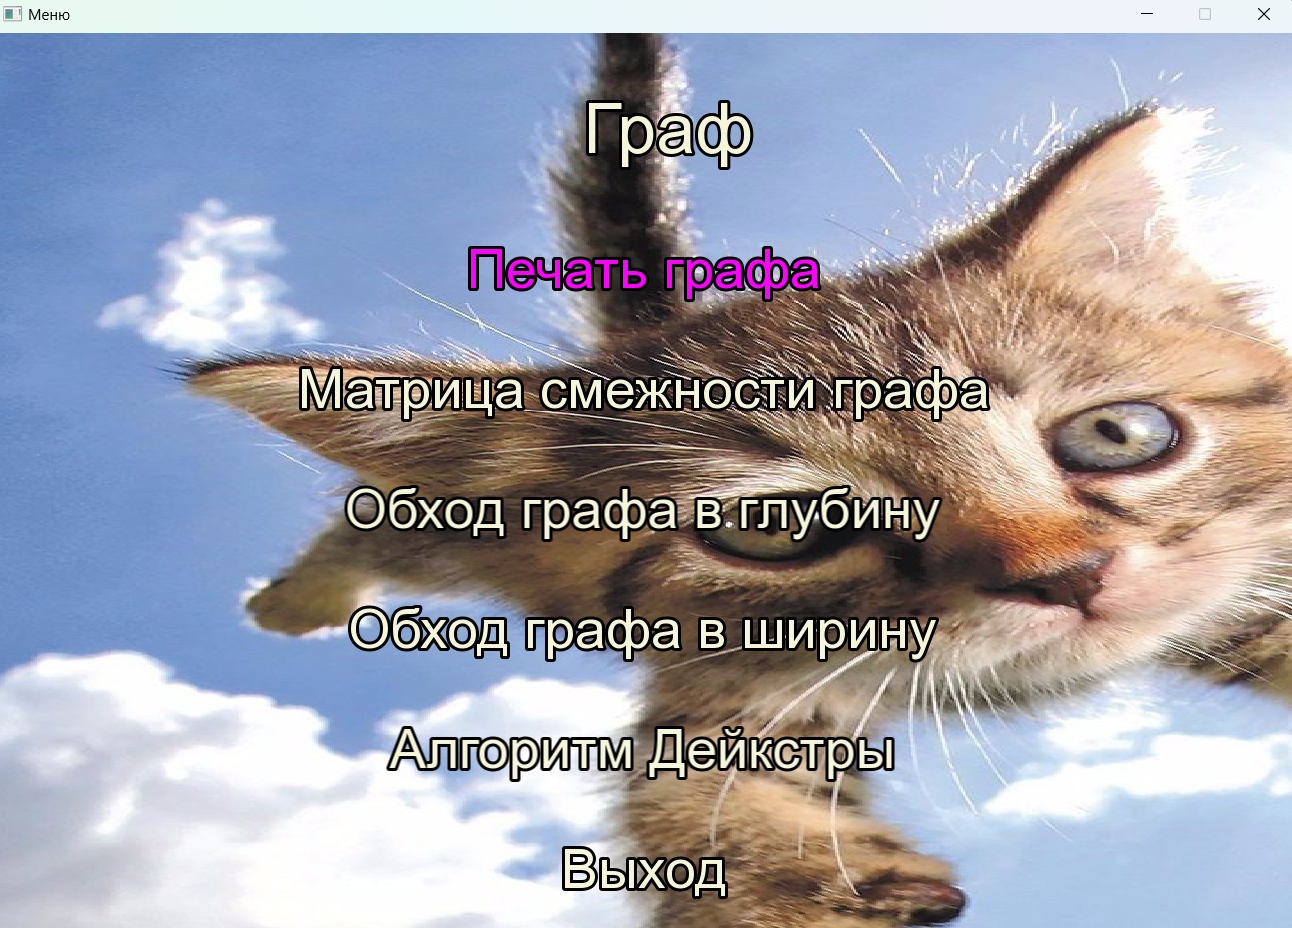 Меню
Граф
Печать графа
Матрица смежности графа
Обход графа в глубину
Обход графа в ширину
Алгоритм Дейкстры
Выход